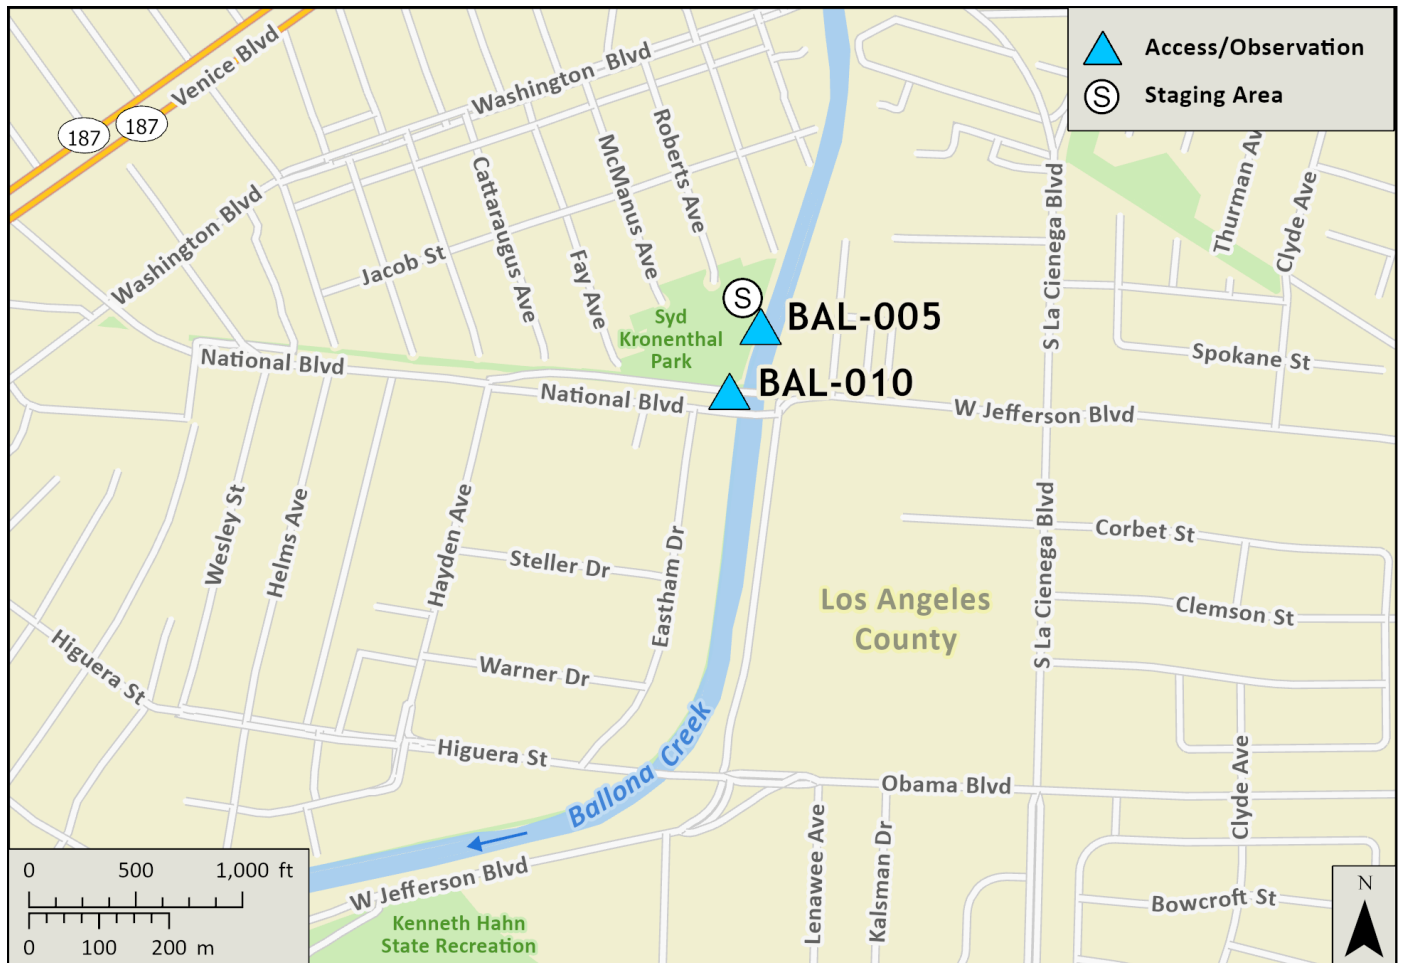 Access/Observation
S Staging Area
Venice Blvd
187
187
Washington Blvd
Roberts Ave
McManus Ave
Cattaraugus Ave
Washington Blvd
Jacob St
Fay Ave
S La Cienega Blvd
Thurman Av
Clyde Ave
S
BAL-005
Syd
Kronenthal
Park
National Blvd
Spokane St
BAL-010
National Blvd
W Jefferson Blvd
Wesley St
Helms Ave
Hayden Ave
Steller Dr
Eastham Dr
S La Cienega Blvd
Corbet St
Los Angeles
County
Clemson St
Higuera St
Warner Dr
Higuera St
Ballona Creek
Obama Blvd
Clyde Ave
Lenawee Ave
Kalsman Dr
W Jefferson Blvd
Bowcroft St
Kenneth Hahn
State Recreation
0 500 1,000 ft
0 100 200 m
N